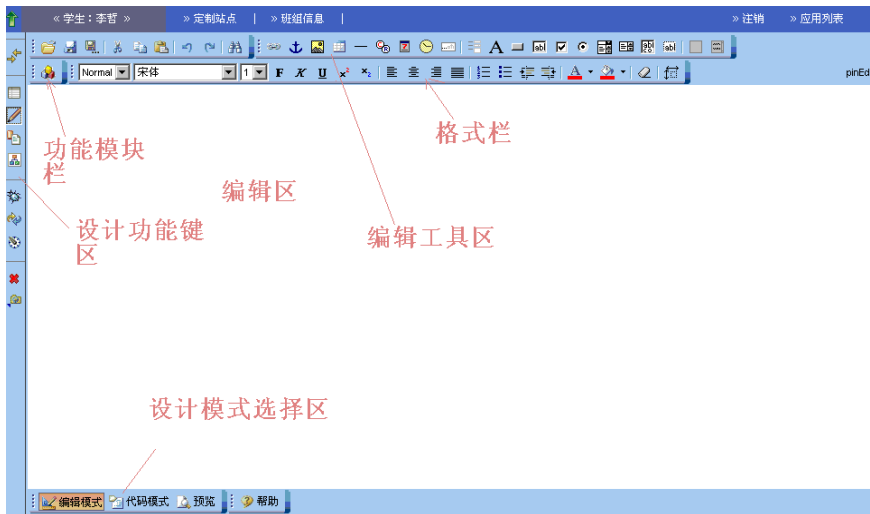 « 学生：李哲 » » 定制站点 | » 班组信息 | » 注销 » 应用列表
Normal 宋体 1 F K U x² ×₂ pinEd
功能模块
栏
格式栏
编辑区
设计功能键
区
编辑工具区
设计模式选择区
编辑模式 代码模式 预览 帮助